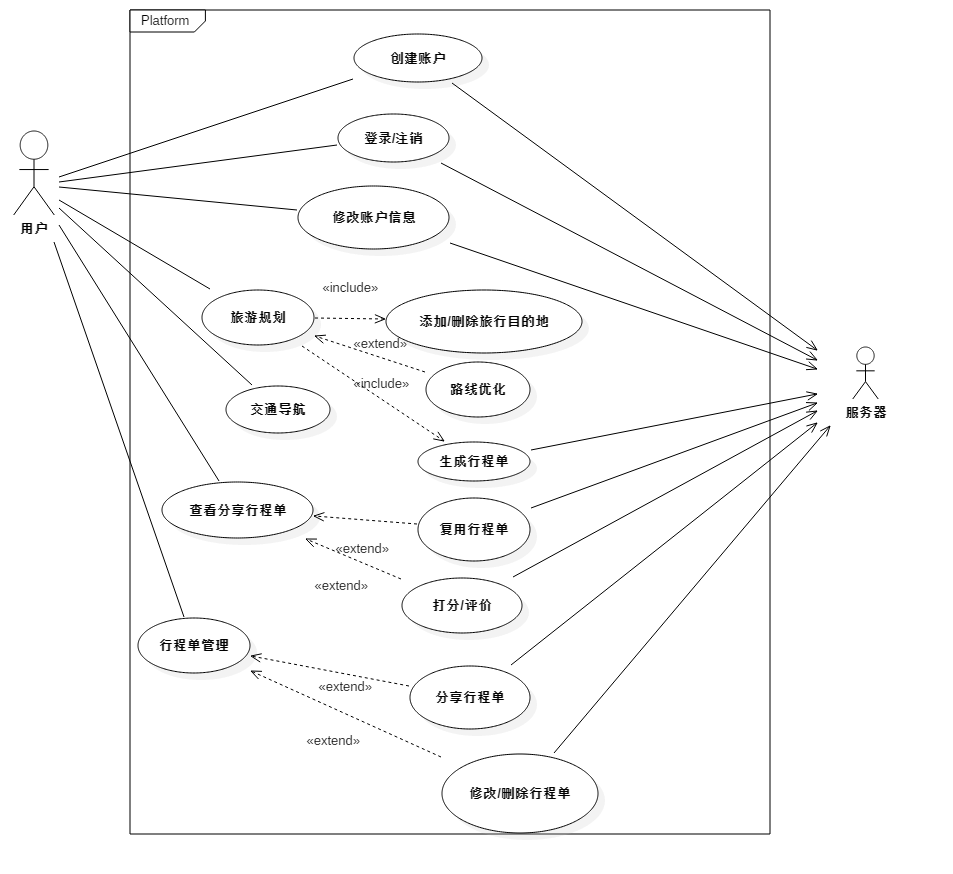 Platform
创建账户
登录/注销
用户
修改账户信息
«include»
旅游规划
添加/删除旅行目的地
«extend»
«include»
路线优化
交通导航
服务器
生成行程单
查看分享行程单
复用行程单
«extend»
«extend»
打分/评价
行程单管理
«extend»
分享行程单
«extend»
修改/删除行程单